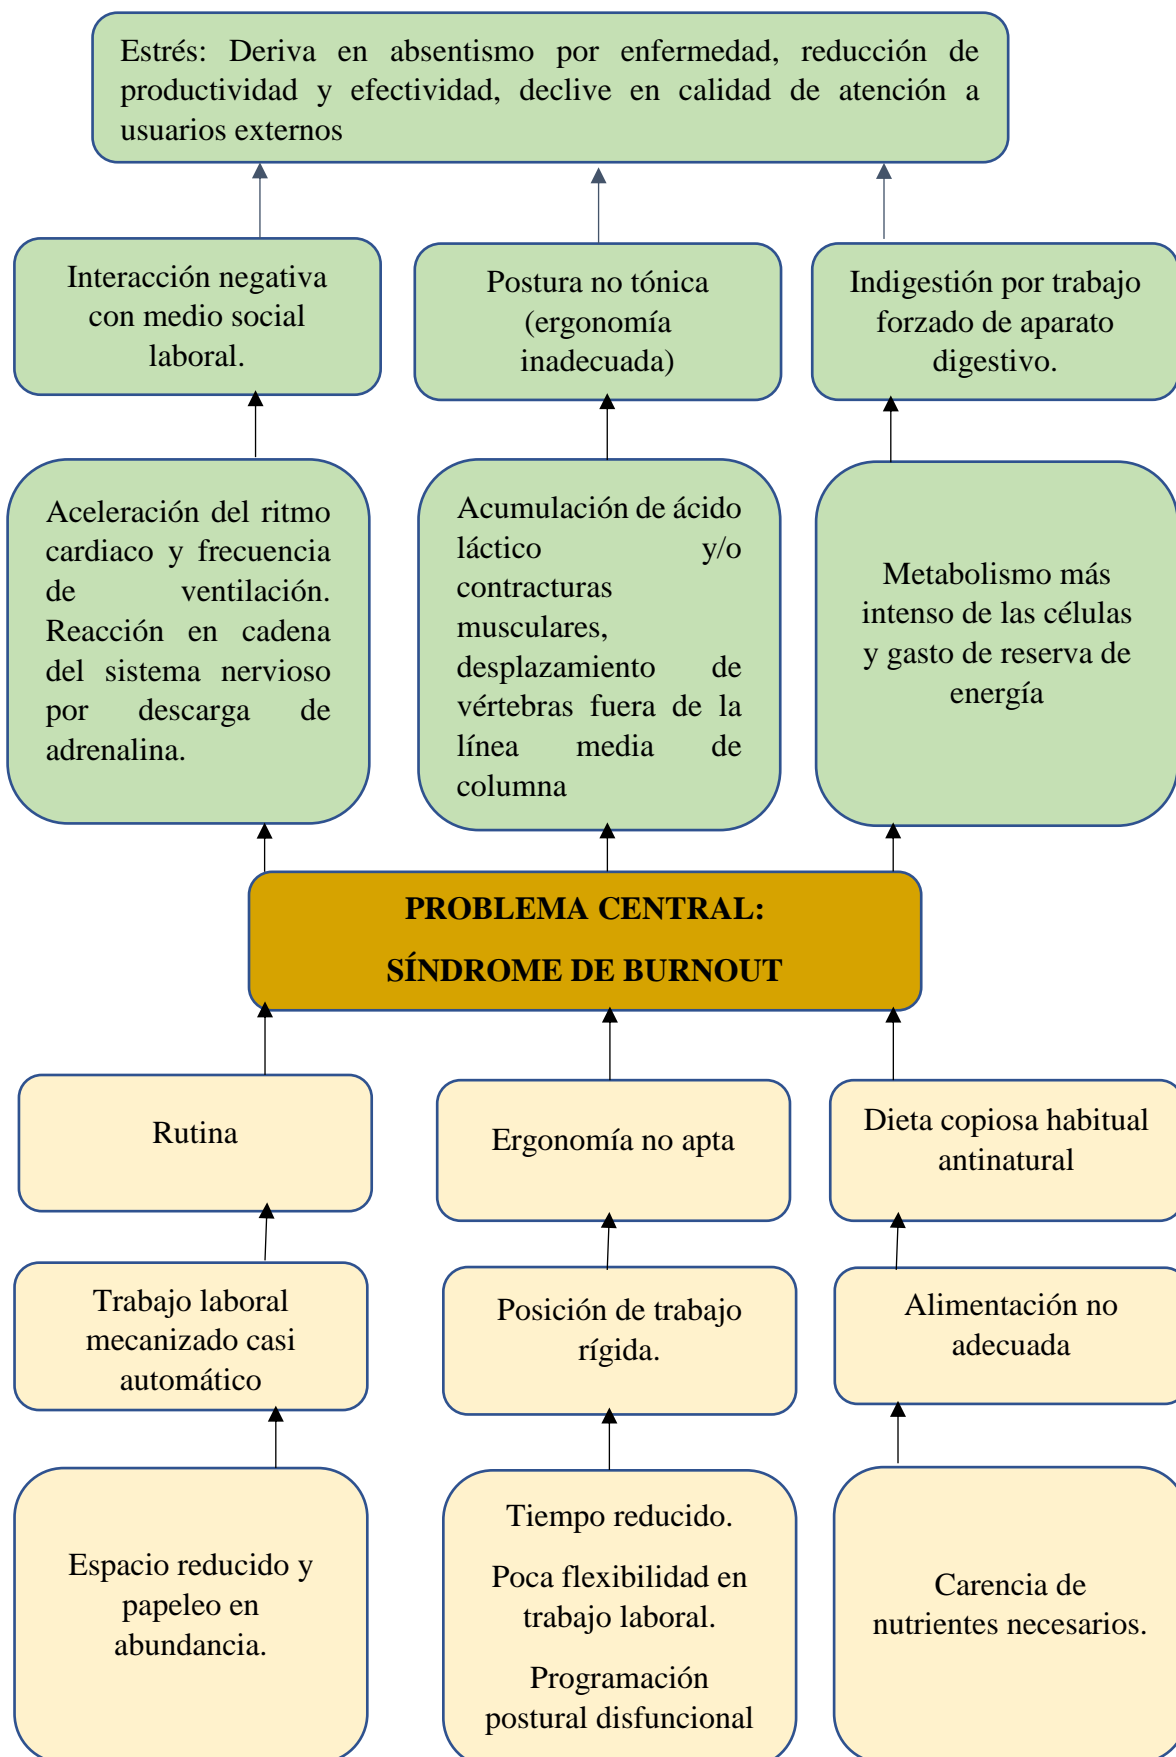 Estrés: Deriva en absentismo por enfermedad, reducción de
productividad y efectividad, declive en calidad de atención a
usuarios externos
Interacción negativa
con medio social
laboral.
Postura no tónica
(ergonomía
inadecuada)
Indigestión por trabajo
forzado de aparato
digestivo.
Aceleración del ritmo
cardiaco y frecuencia
de ventilación.
Reacción en cadena
del sistema nervioso
por descarga de
adrenalina.
Acumulación de ácido
láctico y/o
contracturas
musculares,
desplazamiento de
vértebras fuera de la
línea media de
columna
Metabolismo más
intenso de las células
y gasto de reserva de
energía
PROBLEMA CENTRAL:
SÍNDROME DE BURNOUT
Rutina
Ergonomía no apta
Dieta copiosa habitual
antinatural
Trabajo laboral
mecanizado casi
automático
Posición de trabajo
rígida.
Alimentación no
adecuada
Espacio reducido y
papeleo en
abundancia.
Tiempo reducido.
Poca flexibilidad en
trabajo laboral.
Programación
postural disfuncional
Carencia de
nutrientes necesarios.